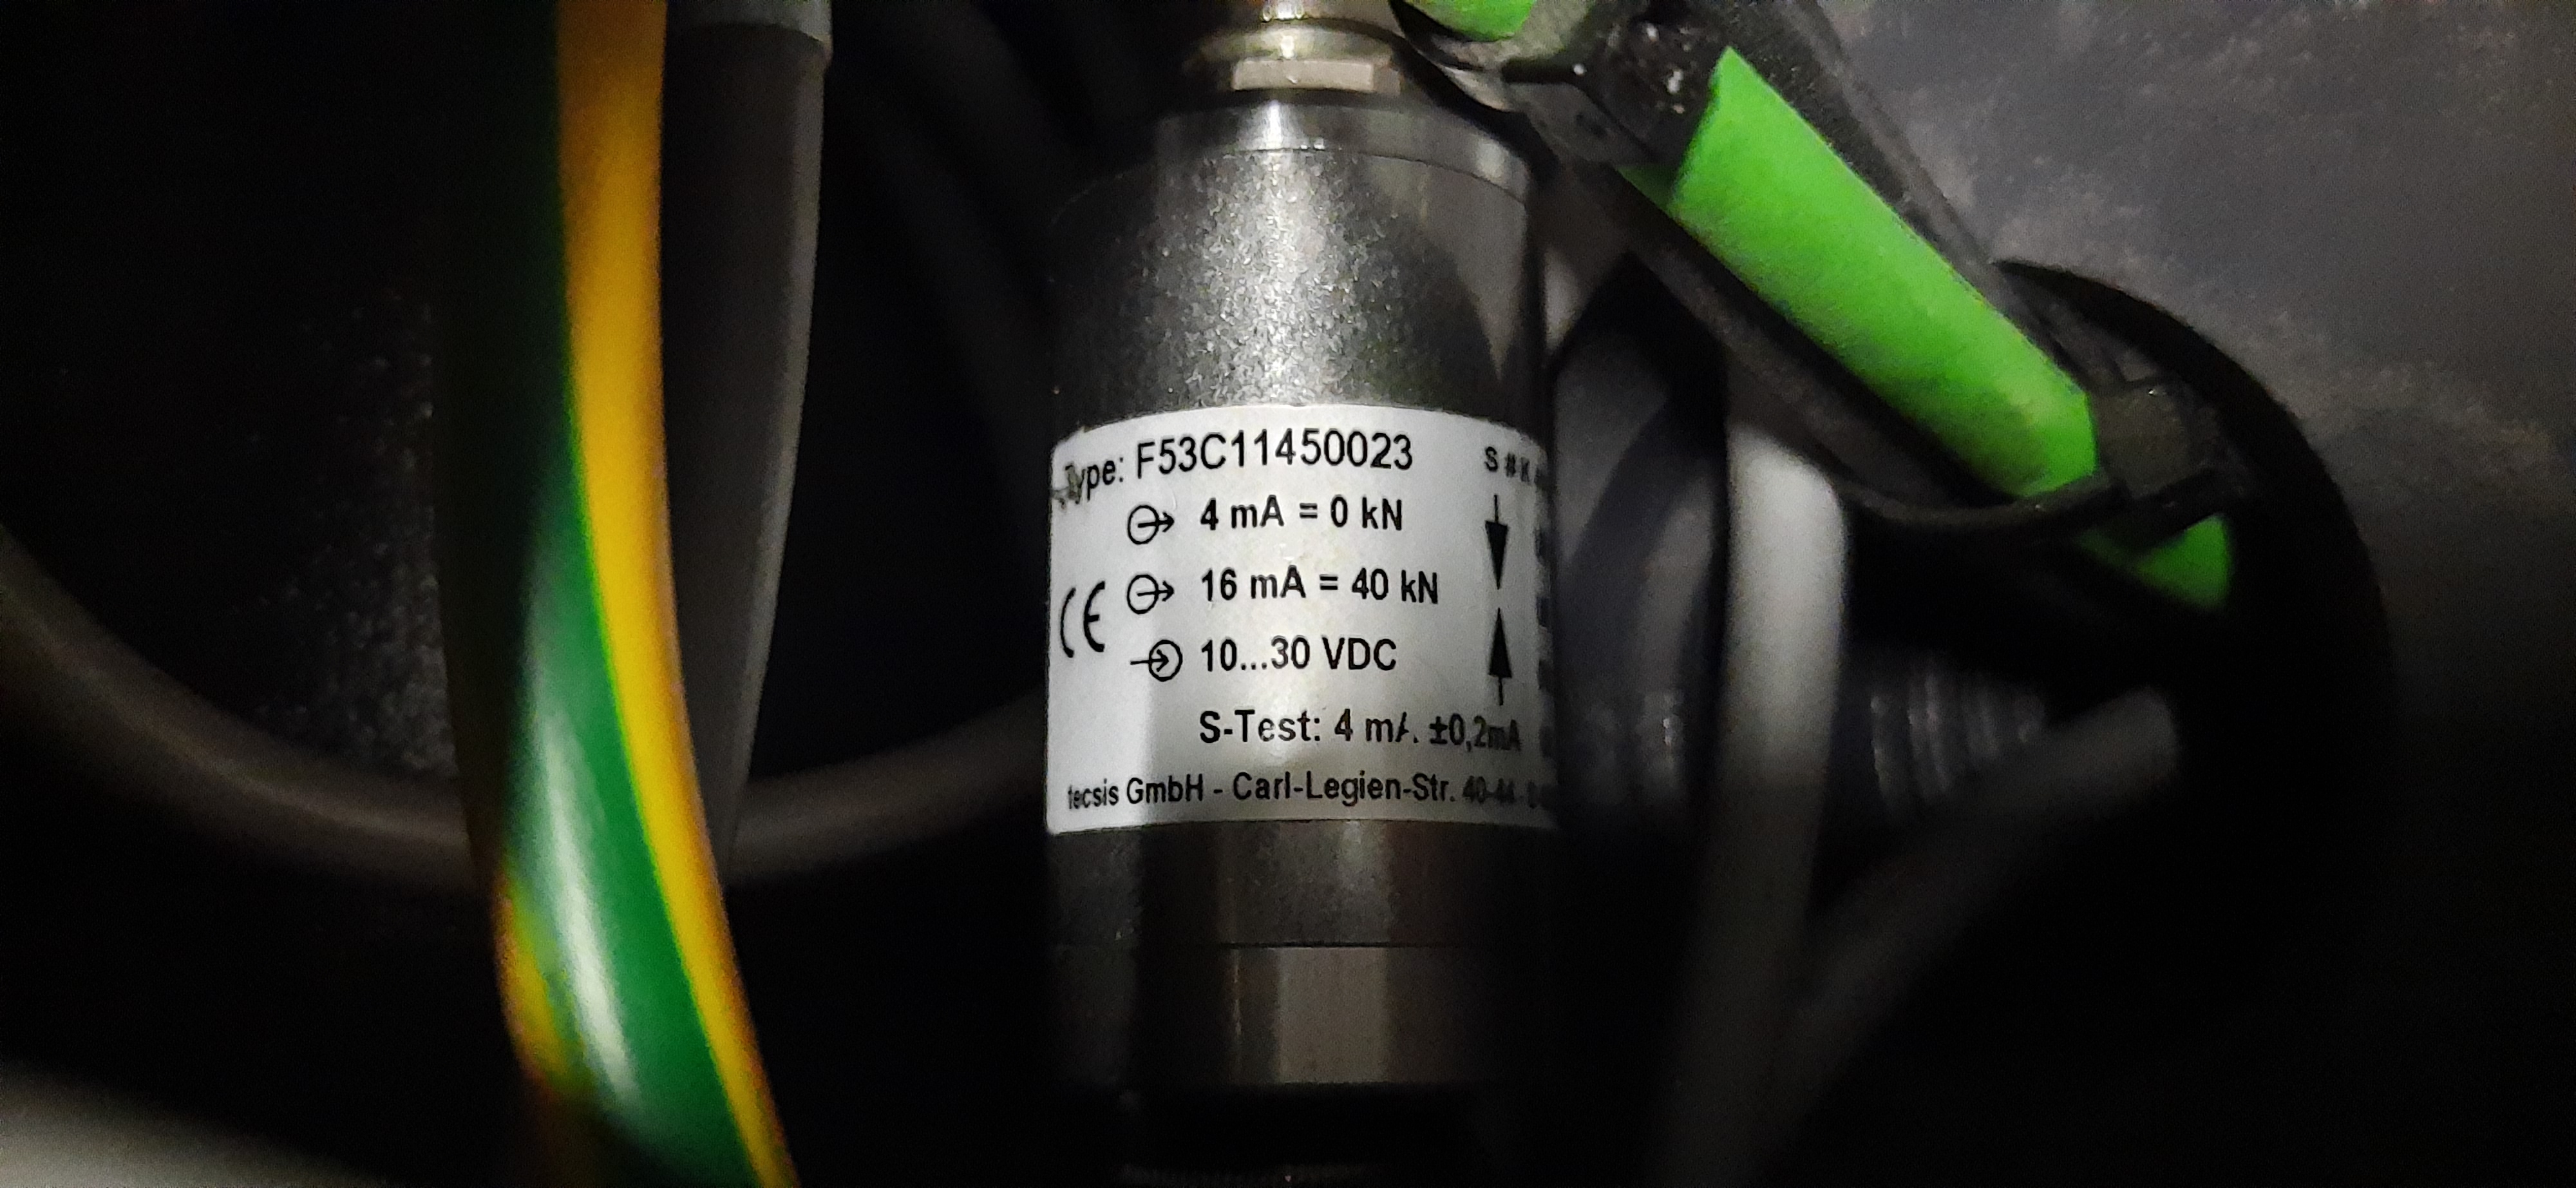 Type: F53C11450023
4 mA = 0 kN
16 mA = 40 kN
CE
10...30 VDC
S-Test: 4 mA ±0,2mA
tecsis GmbH - Carl-Legien-Str. 40-44